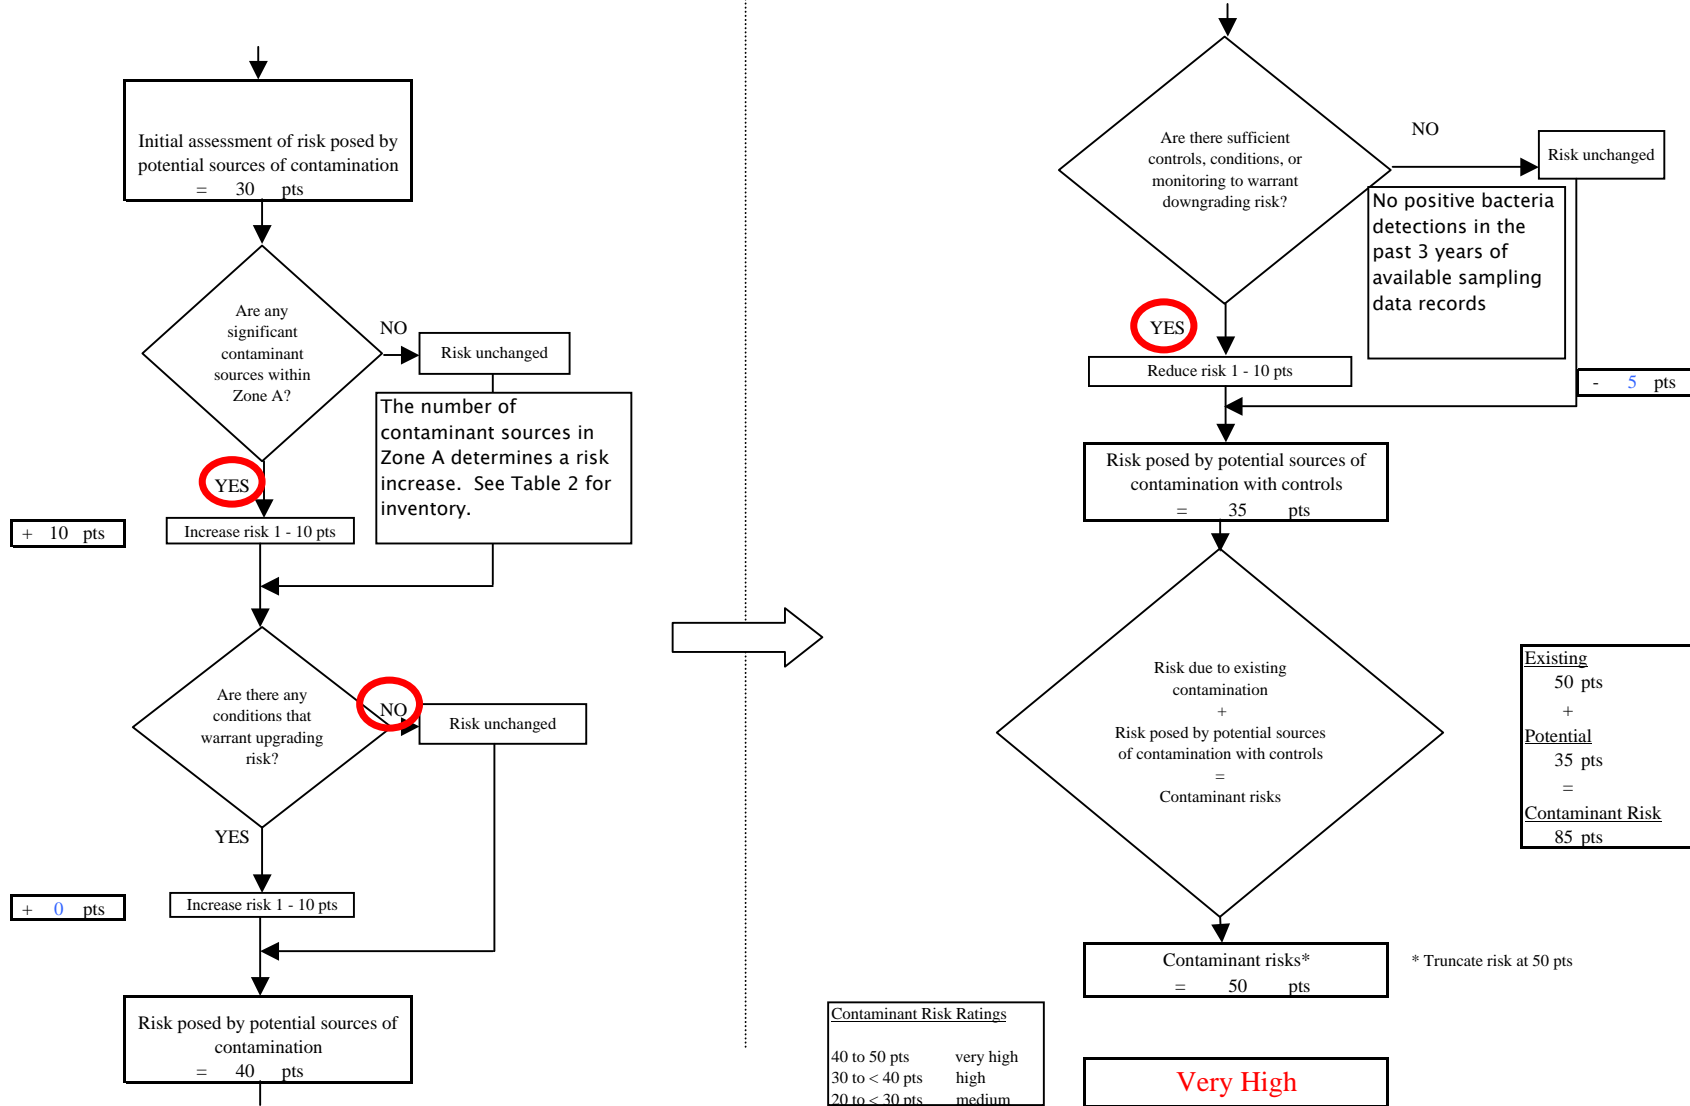 Initial assessment of risk posed by
potential sources of contamination
= 30 pts
Are any
significant
contaminant
sources within
Zone A?
NO
Risk unchanged
The number of
contaminant sources in
Zone A determines a risk
increase. See Table 2 for
inventory.
YES
+ 10 pts
Increase risk 1 - 10 pts
Are there any
conditions that
warrant upgrading
risk?
NO
Risk unchanged
YES
+ 0 pts
Increase risk 1 - 10 pts
Risk posed by potential sources of
contamination
= 40 pts
Are there sufficient
controls, conditions, or
monitoring to warrant
downgrading risk?
NO
Risk unchanged
No positive bacteria
detections in the
past 3 years of
available sampling
data records
YES
Reduce risk 1 - 10 pts
- 5 pts
Risk posed by potential sources of
contamination with controls
= 35 pts
Risk due to existing
contamination
+
Risk posed by potential sources
of contamination with controls
=
Contaminant risks
Existing
50 pts
+
Potential
35 pts
=
Contaminant Risk
85 pts
Contaminant risks*
= 50 pts
* Truncate risk at 50 pts
Contaminant Risk Ratings
40 to 50 pts very high
30 to < 40 pts high
20 to < 30 pts medium
Very High